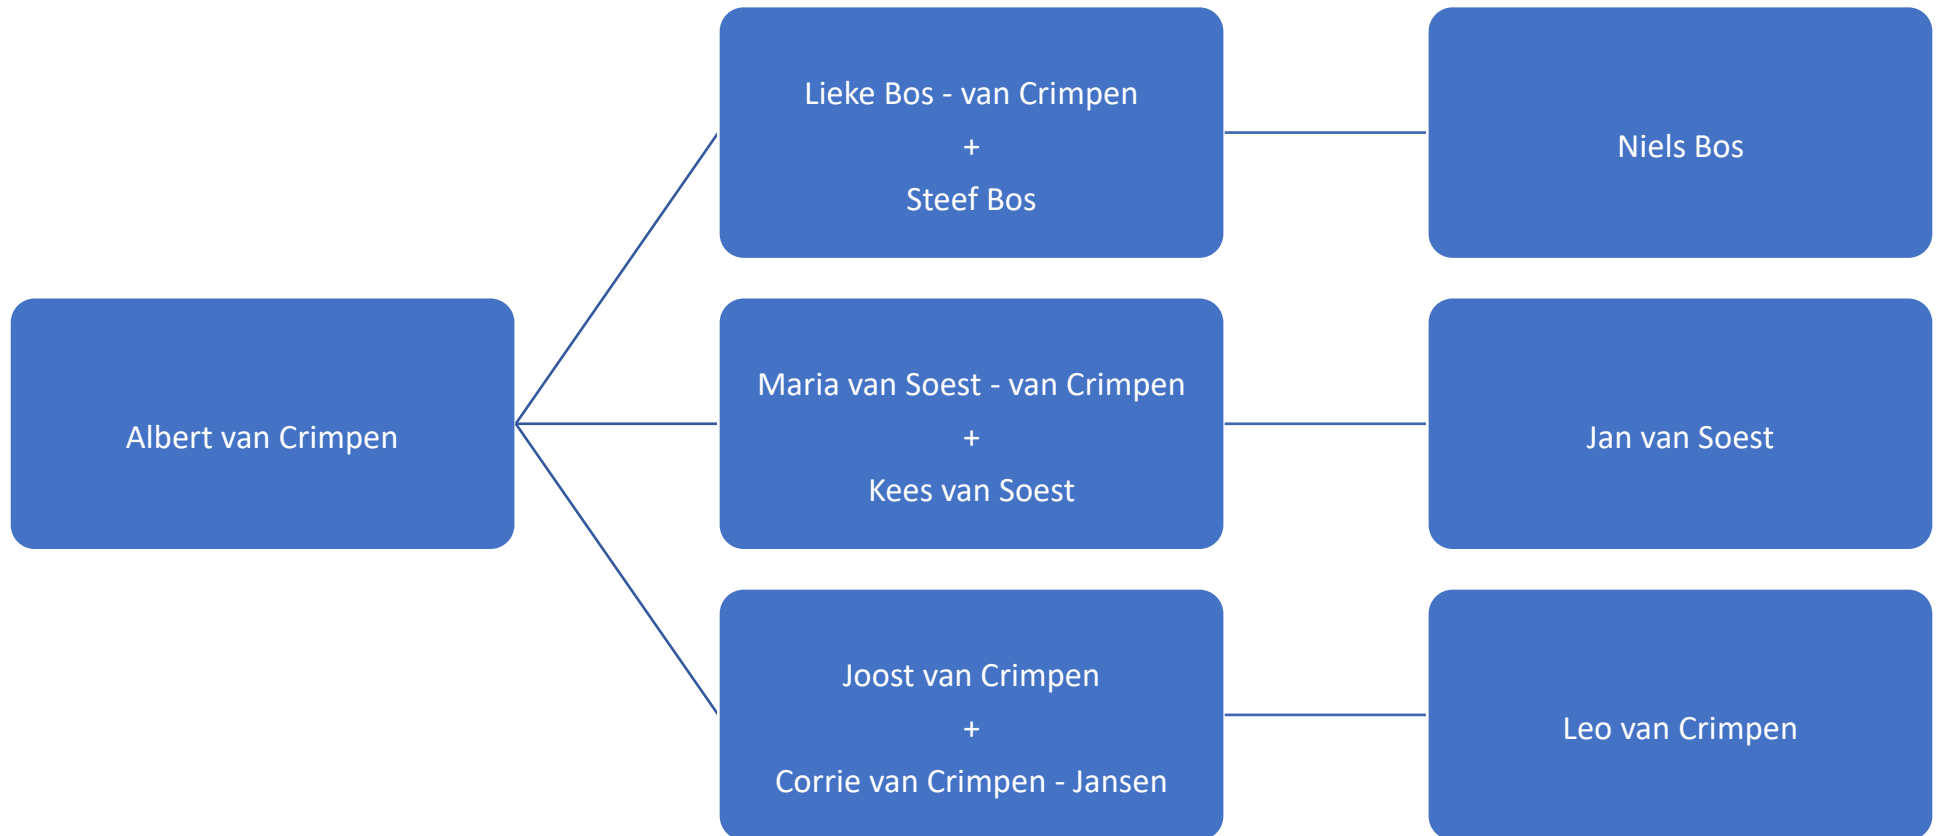 Albert van Crimpen
Lieke Bos - van Crimpen
+
Steef Bos
Niels Bos
Maria van Soest - van Crimpen
+
Kees van Soest
Jan van Soest
Joost van Crimpen
+
Corrie van Crimpen - Jansen
Leo van Crimpen